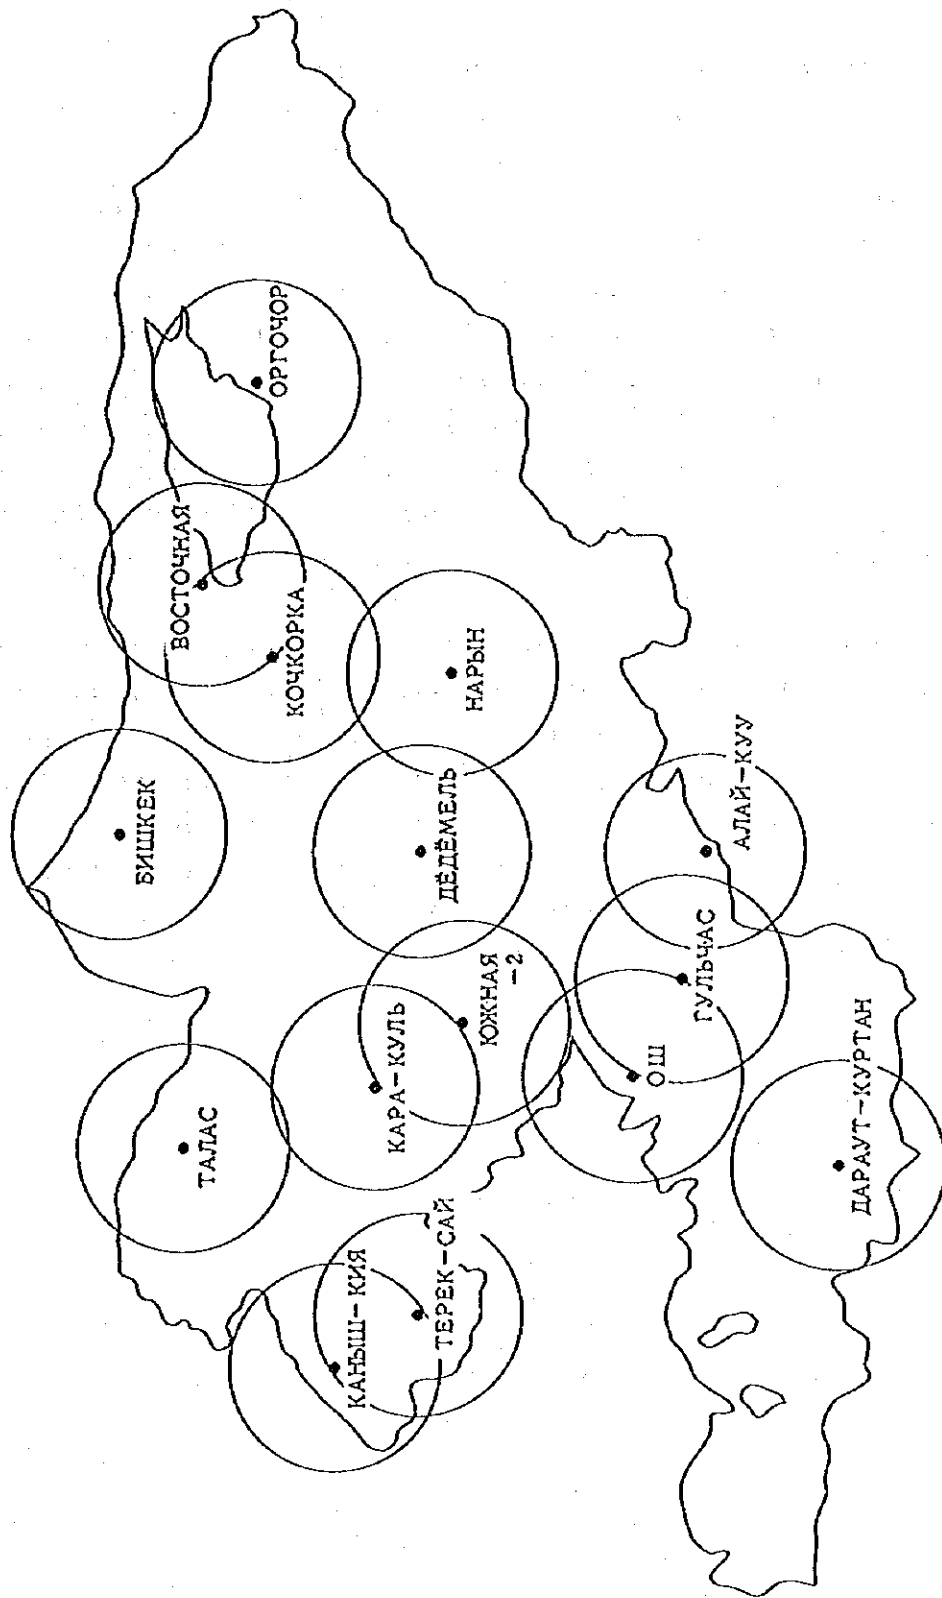 ТАЛАС
БИШКЕК
ВОСТОЧНАЯ
ОРГОЧОР
КОЧКОРКА
КАНЫШ-КИЯ
ТЕРЕК-САЙ
КАРА-КУЛЬ
ЮЖНАЯ
-2
ДЁДЁМЕЛЬ
НАРЫН
ОШ
ГУЛЬЧАС
АЛАЙ-КУУ
ДАРАУТ-КУРТАН